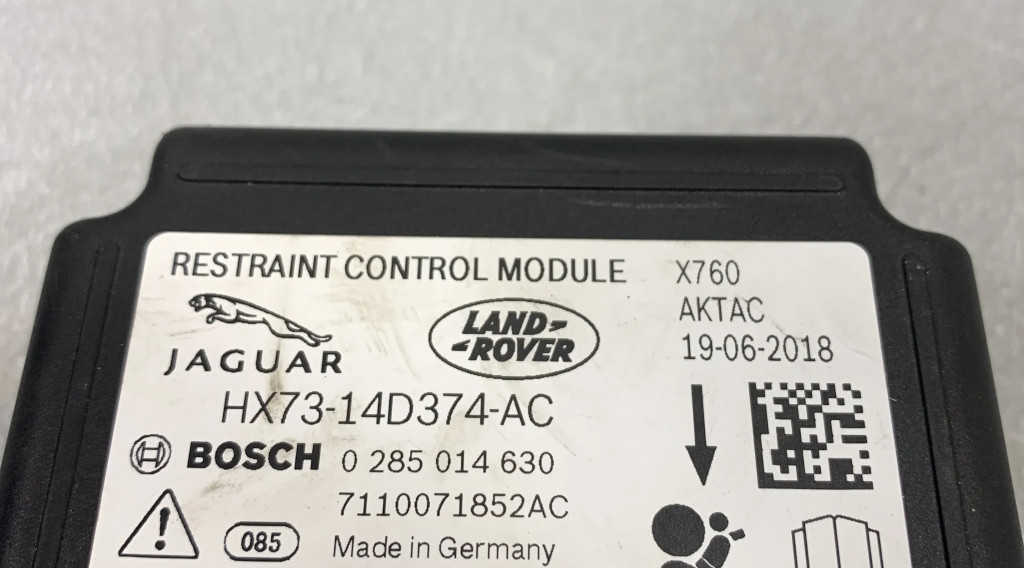 RESTRAINT CONTROL MODULE X760
AKTAC
19-06-2018
JAGUAR
LAND
ROVER
HX73-14D374-AC
BOSCH 0 285 014 630
7110071852AC
085 Made in Germany